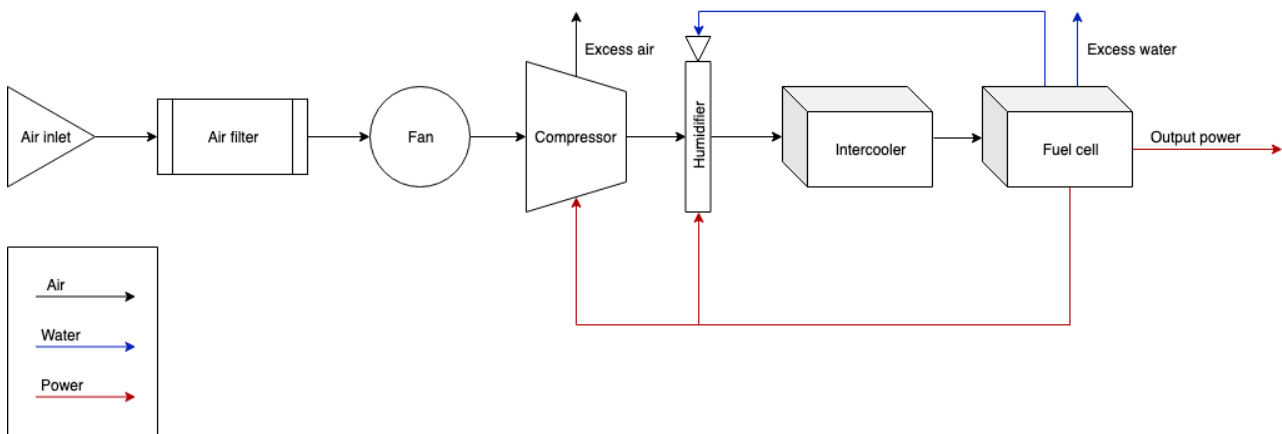 Excess air
Excess water
Air inlet
Air filter
Fan
Compressor
Humidifier
Intercooler
Fuel cell
Output power
Air
Water
Power